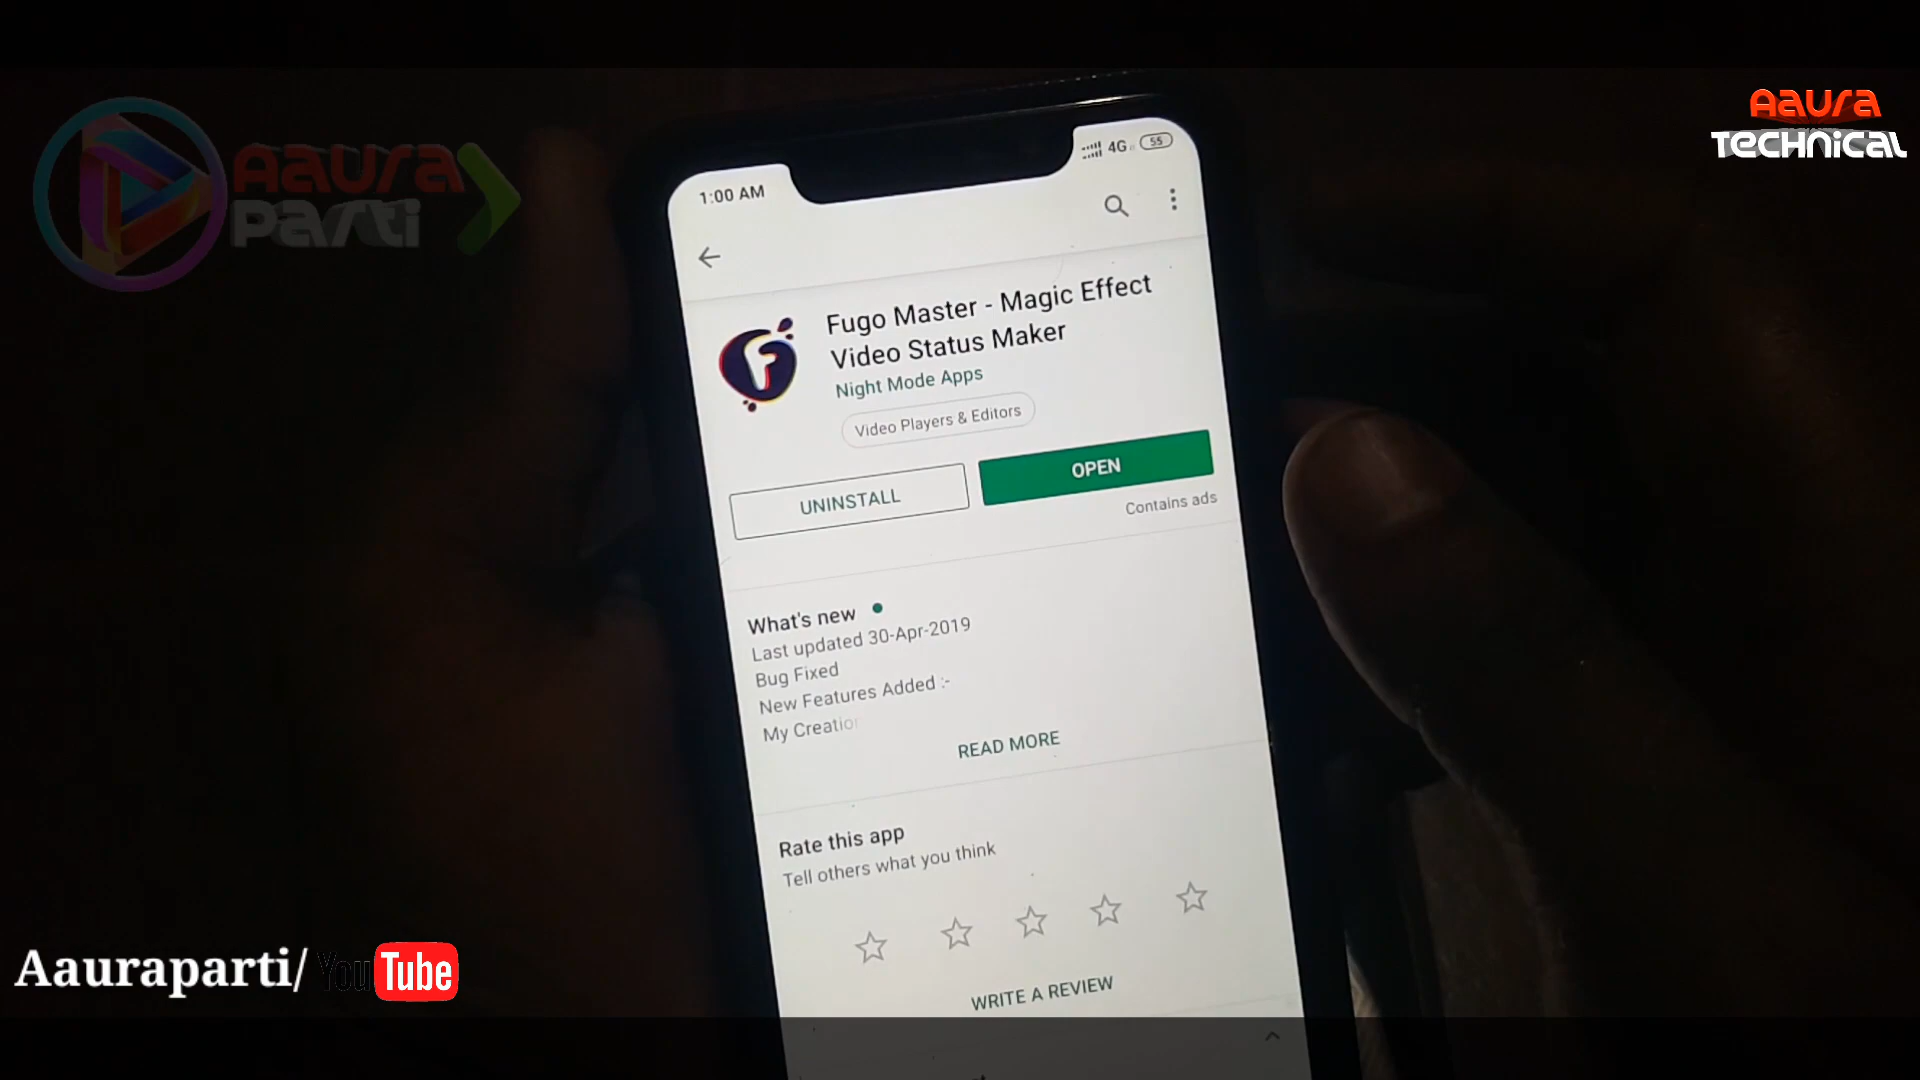 Aaura
Parti
Aaura
Technical
1:00 AM
4G
55
Fugo Master - Magic Effect
Video Status Maker
Night Mode Apps
Video Players & Editors
UNINSTALL
OPEN
Contains ads
What's new
Last updated 30-Apr-2019
Bug Fixed
New Features Added :-
My Creation
READ MORE
Rate this app
Tell others what you think
WRITE A REVIEW
Aauraparti/ YouTube